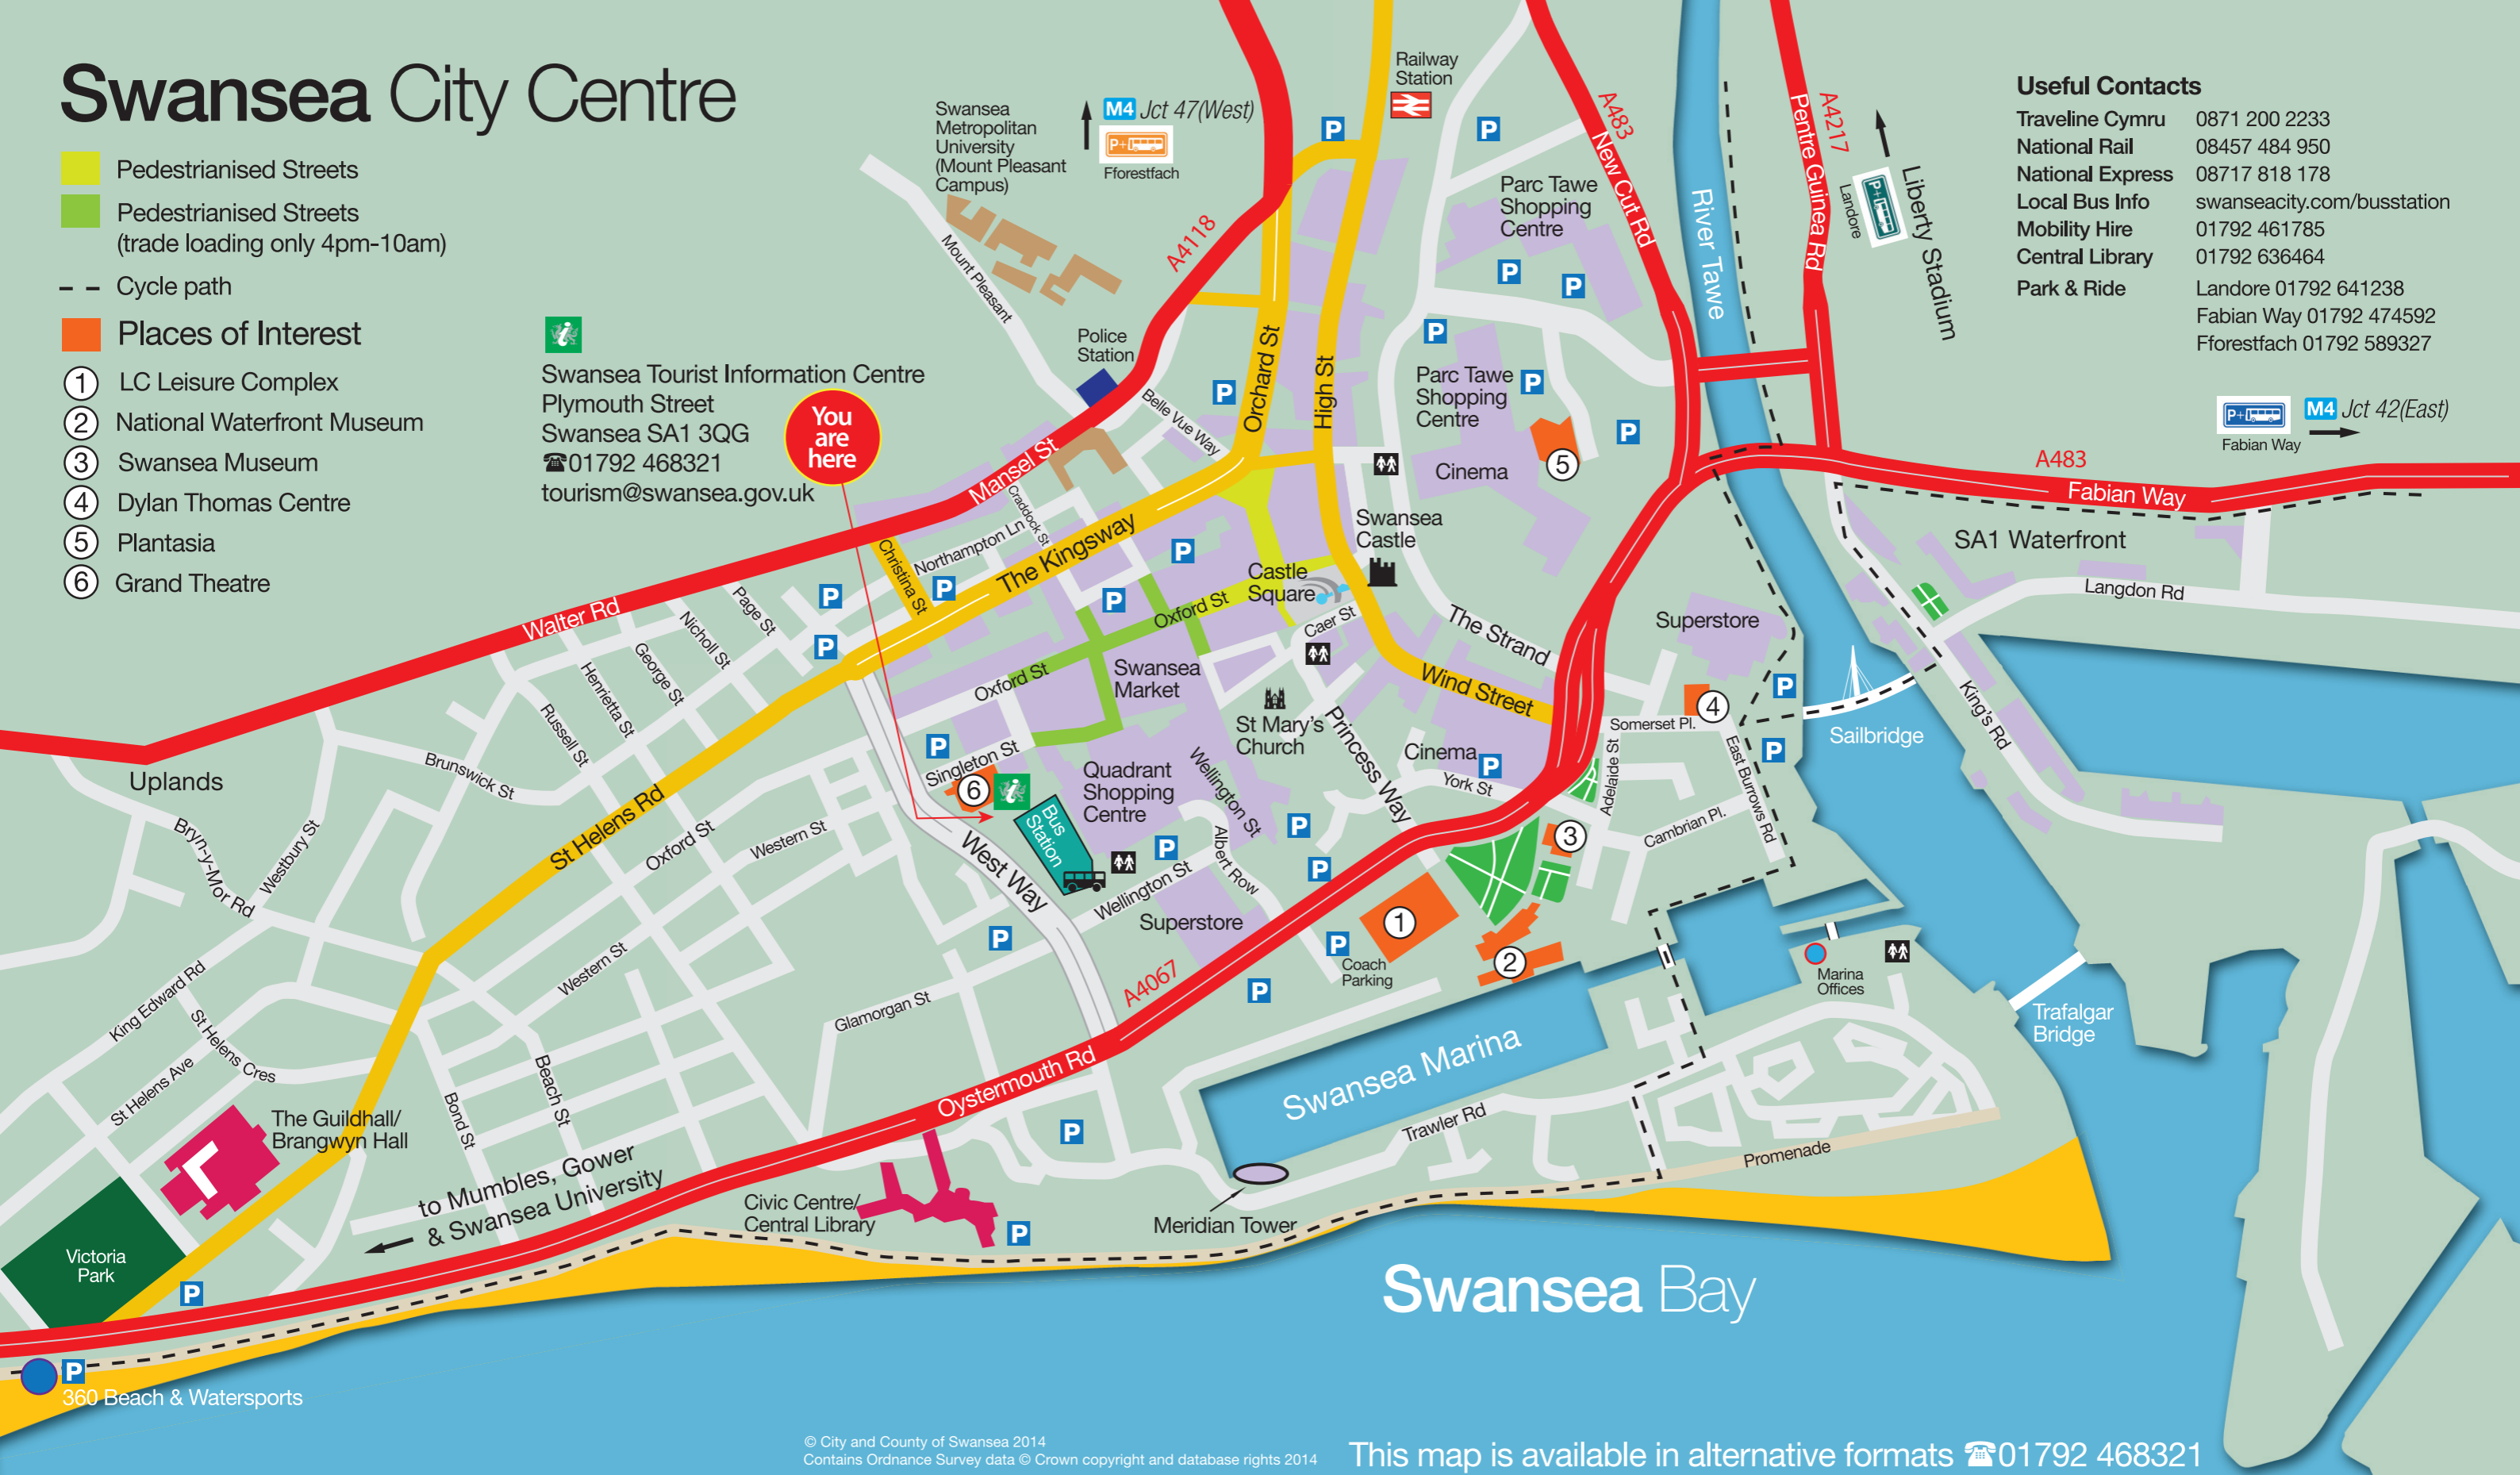 Swansea City Centre
Pedestrianised Streets
Pedestrianised Streets
(trade loading only 4pm-10am)
Cycle path
Places of Interest
1 LC Leisure Complex
2 National Waterfront Museum
3 Swansea Museum
4 Dylan Thomas Centre
5 Plantasia
6 Grand Theatre
i
Swansea Tourist Information Centre
Plymouth Street
Swansea SA1 3QG
☎01792 468321
tourism@swansea.gov.uk
You
are
here
Swansea
Metropolitan
University
(Mount Pleasant
Campus)
M4 Jct 47(West)
P+
Fforestfach
Railway
Station
P
P
A4118
Mount Pleasant
Police
Station
Belle Vue Way
P
Orchard St
High St
Parc Tawe
Shopping
Centre
P
P
P
Parc Tawe
Shopping
Centre
P
P
Cinema
5
A483
New Cut Rd
River Tawe
Pentre Guinea Rd
A4217
Landore
P+
Liberty Stadium
Useful Contacts
Traveline Cymru 0871 200 2233
National Rail 08457 484 950
National Express 08717 818 178
Local Bus Info swanseacity.com/busstation
Mobility Hire 01792 461785
Central Library 01792 636464
Park & Ride Landore 01792 641238
Fabian Way 01792 474592
Fforestfach 01792 589327
P+
M4 Jct 42(East)
Fabian Way
A483
Fabian Way
SA1 Waterfront
Langdon Rd
King's Rd
Sailbridge
Trafalgar
Bridge
Mansel St
Craddock St
Northampton Ln
Christina St
The Kingsway
P
P
P
P
P
Walter Rd
Page St
Nicholl St
George St
Henrietta St
Russell St
Brunswick St
Uplands
Bryn-y-Mor Rd
Westbury St
St Helens Rd
Oxford St
Western St
Western St
King Edward Rd
St Helens Cres
St Helens Ave
Beach St
Bond St
Glamorgan St
Swansea
Castle
Castle
Square
Oxford St
Caer St
Oxford St
Swansea
Market
St Mary's
Church
The Strand
Wind Street
Princess Way
Superstore
P
4
Somerset Pl.
P
East Burrows Rd
Adelaide St
Cambrian Pl.
Cinema
P
York St
3
P
Singleton St
6
i
Bus
Station
Quadrant
Shopping
Centre
Wellington St
P
P
P
Albert Row
Wellington St
Superstore
West Way
P
1
2
P
Coach
Parking
P
A4067
Oystermouth Rd
Marina
Offices
Swansea Marina
Trawler Rd
Promenade
Meridian Tower
P
Civic Centre/
Central Library
P
The Guildhall/
Brangwyn Hall
to Mumbles, Gower
& Swansea University
Victoria
Park
P
P
360 Beach & Watersports
Swansea Bay
© City and County of Swansea 2014
Contains Ordnance Survey data © Crown copyright and database rights 2014
This map is available in alternative formats ☎01792 468321